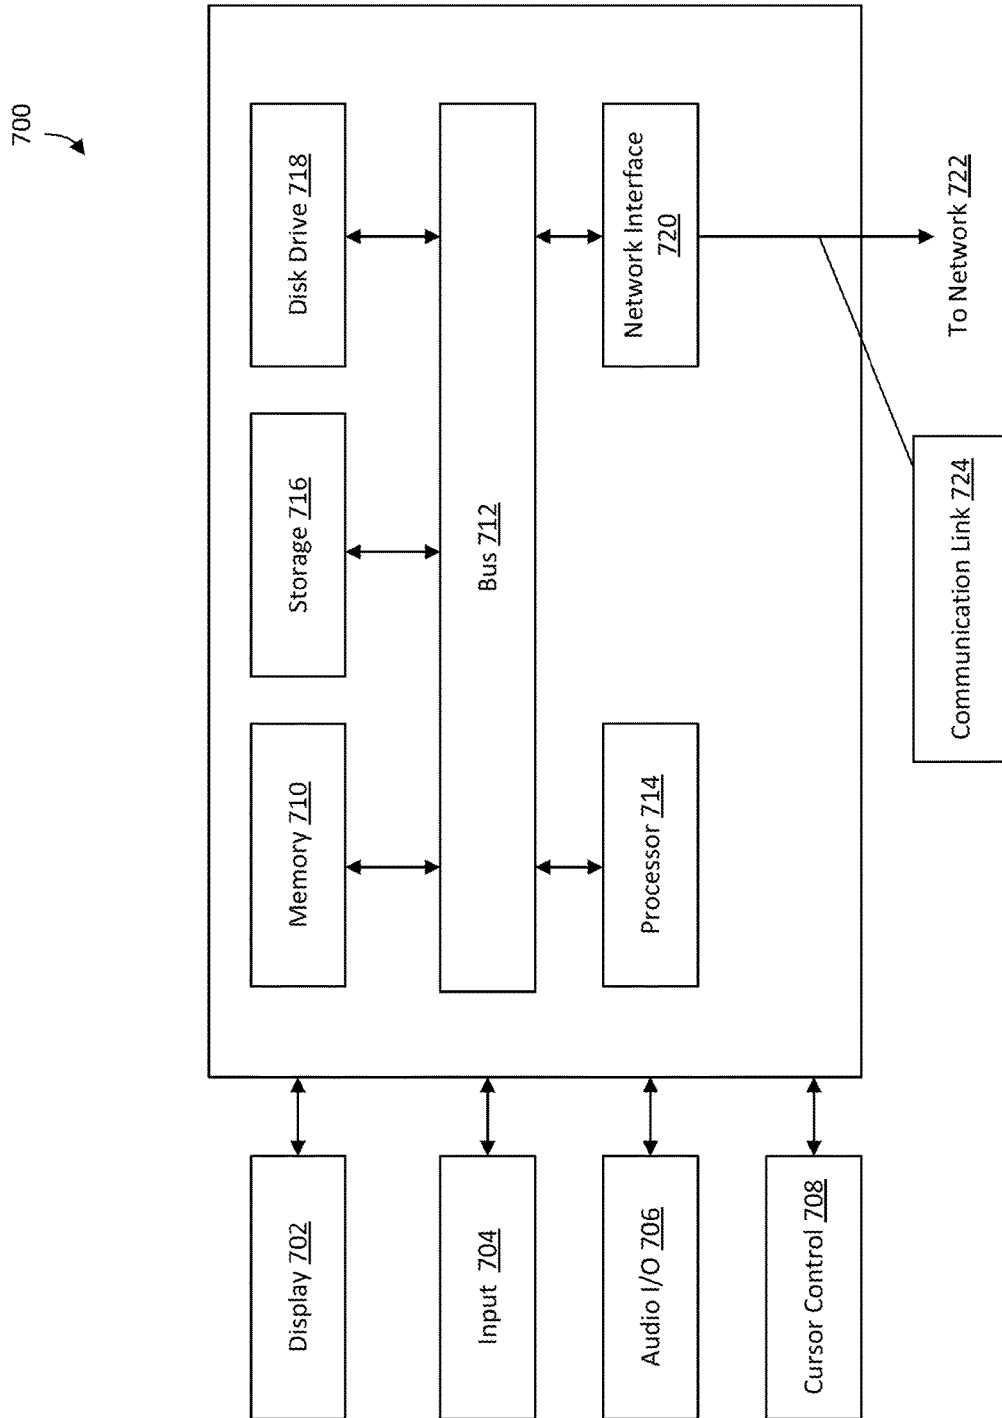 700
Display 702
Input 704
Audio I/O 706
Cursor Control 708
Memory 710
Storage 716
Disk Drive 718
Bus 712
Processor 714
Network Interface
720
Communication Link 724
To Network 722